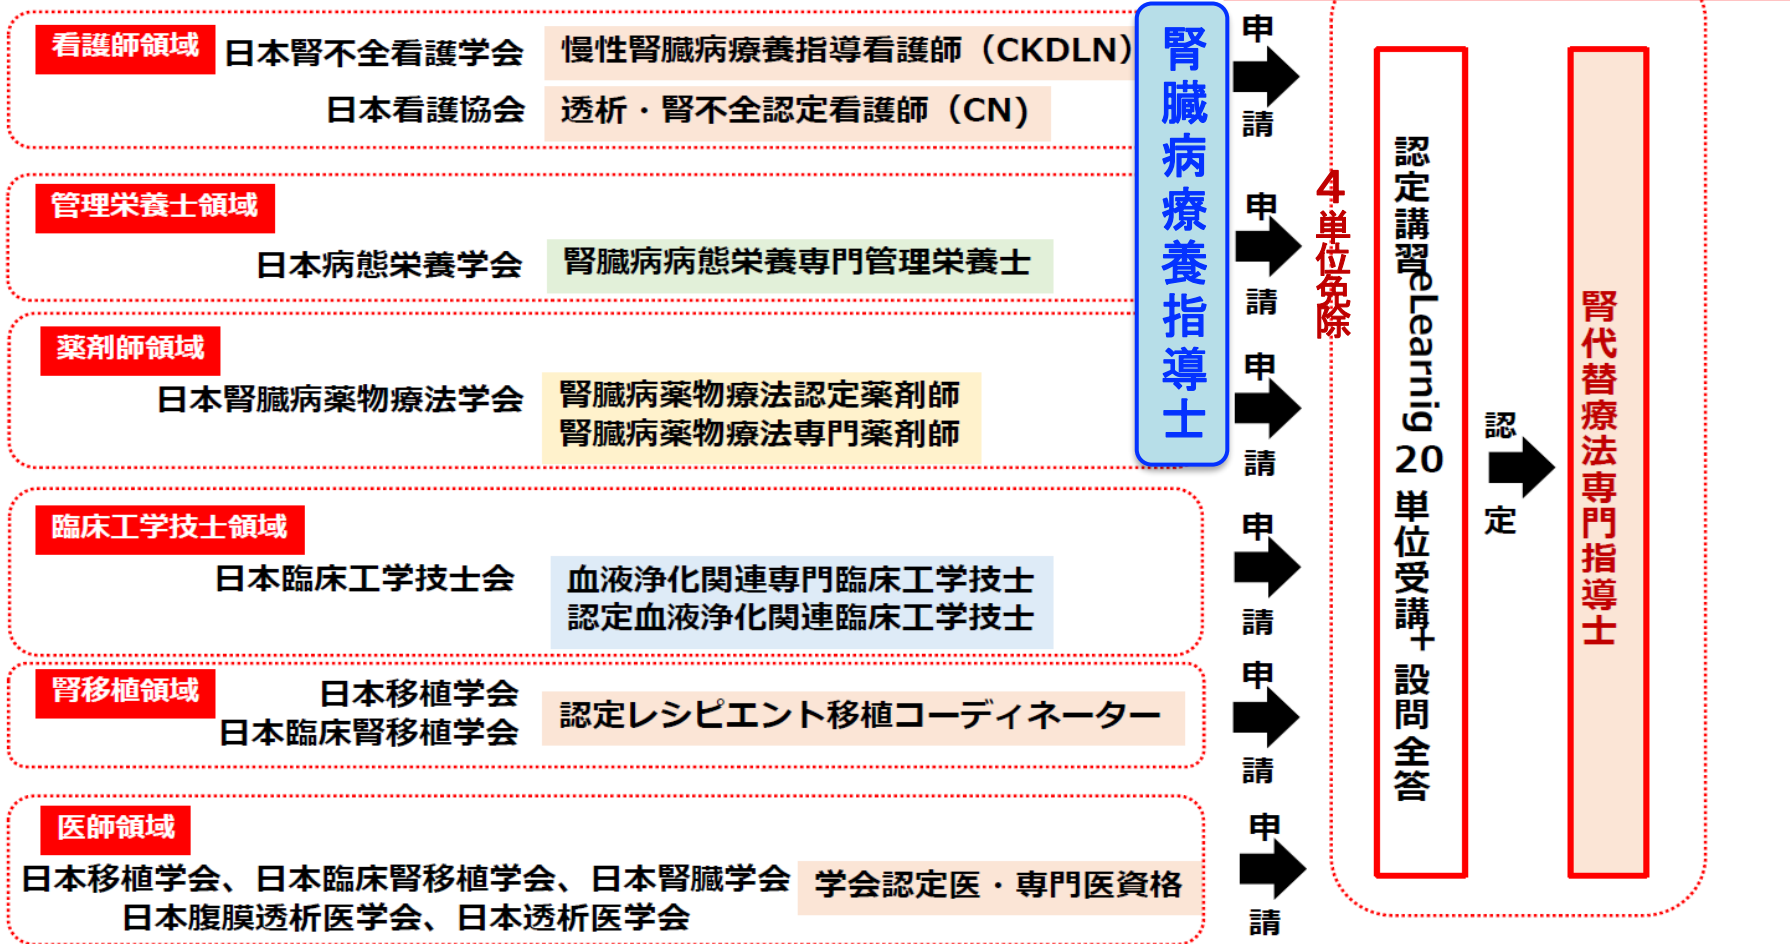 看護師領域
日本腎不全看護学会
慢性腎臓病療養指導看護師（CKDLN）
日本看護協会
透析・腎不全認定看護師（CN）
管理栄養士領域
日本病態栄養学会
腎臓病病態栄養専門管理栄養士
薬剤師領域
日本腎臓病薬物療法学会
腎臓病薬物療法認定薬剤師
腎臓病薬物療法専門薬剤師
腎臓病療養指導士
臨床工学技士領域
日本臨床工学技士会
血液浄化関連専門臨床工学技士
認定血液浄化関連臨床工学技士
腎移植領域
日本移植学会
日本臨床腎移植学会
認定レシピエント移植コーディネーター
医師領域
日本移植学会、日本臨床腎移植学会、日本腎臓学会
日本腹膜透析医学会、日本透析医学会
学会認定医・専門医資格
申請
申請
申請
申請
申請
申請
4単位免除
認定講習eLearnig 20単位受講+設問全答
認定
腎代替療法専門指導士